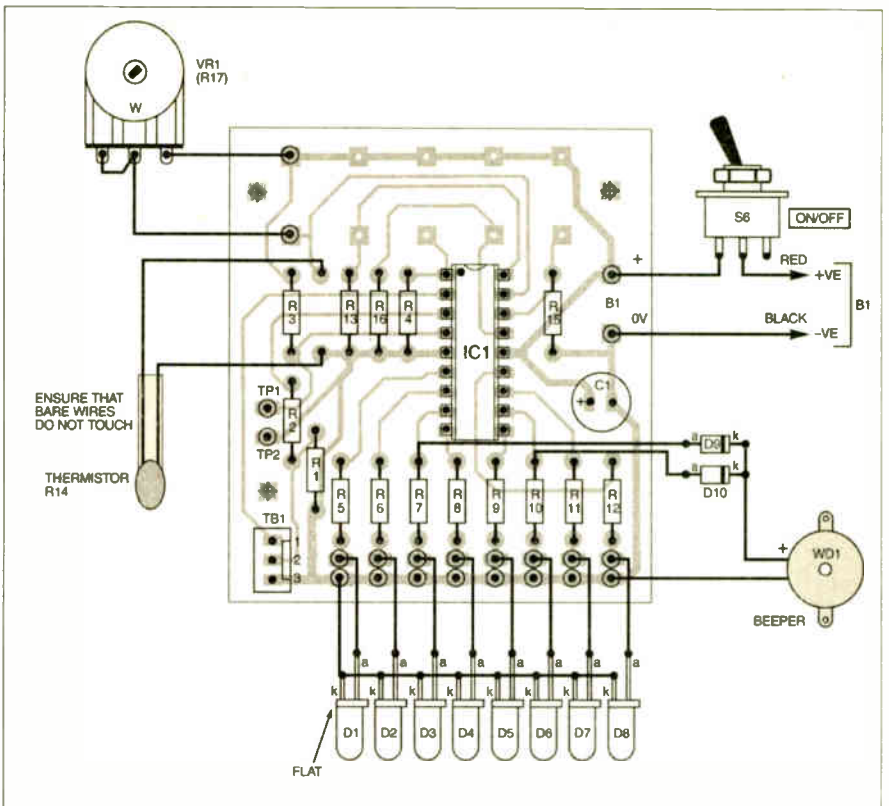 VR1
(R17)
W
S6
ON/OFF
RED
+VE
B1
BLACK
-VE
+
B1
0V
R
3
R
13
R
16
R
4
IC1
R
15
C1
+
ENSURE THAT
BARE WIRES
DO NOT TOUCH
THERMISTOR
R14
TP1
TP2
R
2
R
1
TB1
1
2
3
R
5
R
6
R
7
R
8
R
9
R
10
R
11
R
12
a D9 k
a D10 k
+
WD1
BEEPER
a a a a a a a a
k k k k k k k k
D1 D2 D3 D4 D5 D6 D7 D8
FLAT